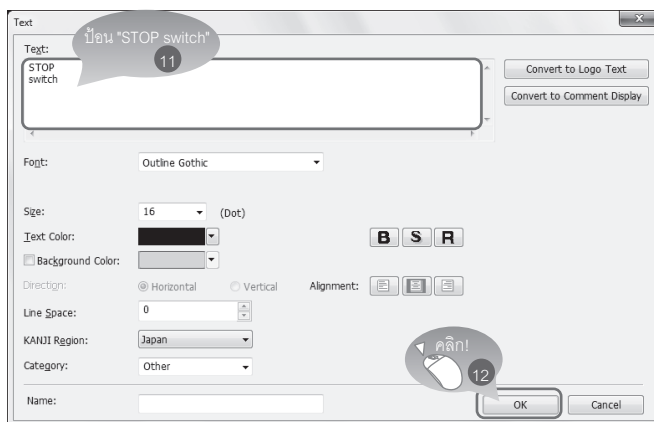 Text
ป้อน "STOP switch"
11
Text:
STOP
switch
Convert to Logo Text
Convert to Comment Display
Font: Outline Gothic
Size: 16 (Dot)
Text Color: B S R
Background Color:
Direction: Horizontal Vertical Alignment:
Line Space: 0
KANJI Region: Japan
คลิก!
12
Category: Other
Name:
OK Cancel